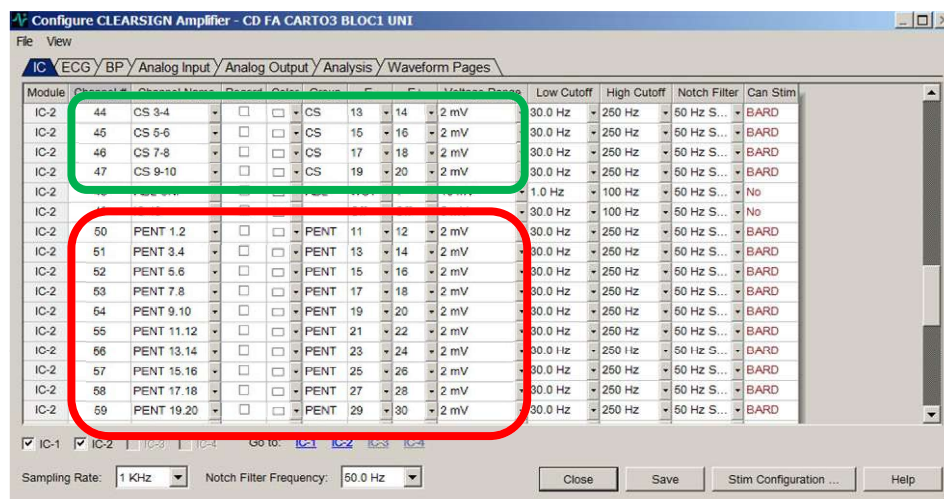 Configure CLEARSIGN Amplifier - CD FA CARTO3 BLOC1 UNI
File View
IC ECG BP Analog Input Analog Output Analysis Waveform Pages
Module Channel # Channel Name Record Color Group Voltage Range Low Cutoff High Cutoff Notch Filter Can Stim
IC-2 44 CS 3-4 CS 13 14 2 mV 30.0 Hz 250 Hz 50 Hz S... BARD
IC-2 45 CS 5-6 CS 15 16 2 mV 30.0 Hz 250 Hz 50 Hz S... BARD
IC-2 46 CS 7-8 CS 17 18 2 mV 30.0 Hz 250 Hz 50 Hz S... BARD
IC-2 47 CS 9-10 CS 19 20 2 mV 30.0 Hz 250 Hz 50 Hz S... BARD
IC-2 1.0 Hz 100 Hz 50 Hz S... No
IC-2 30.0 Hz 100 Hz 50 Hz S... No
IC-2 50 PENT 1.2 PENT 11 12 2 mV 30.0 Hz 250 Hz 50 Hz S... BARD
IC-2 51 PENT 3.4 PENT 13 14 2 mV 30.0 Hz 250 Hz 50 Hz S... BARD
IC-2 52 PENT 5.6 PENT 15 16 2 mV 30.0 Hz 250 Hz 50 Hz S... BARD
IC-2 53 PENT 7.8 PENT 17 18 2 mV 30.0 Hz 250 Hz 50 Hz S... BARD
IC-2 54 PENT 9.10 PENT 19 20 2 mV 30.0 Hz 250 Hz 50 Hz S... BARD
IC-2 55 PENT 11.12 PENT 21 22 2 mV 30.0 Hz 250 Hz 50 Hz S... BARD
IC-2 56 PENT 13.14 PENT 23 24 2 mV 30.0 Hz 250 Hz 50 Hz S... BARD
IC-2 57 PENT 15.16 PENT 25 26 2 mV 30.0 Hz 250 Hz 50 Hz S... BARD
IC-2 58 PENT 17.18 PENT 27 28 2 mV 30.0 Hz 250 Hz 50 Hz S... BARD
IC-2 59 PENT 19.20 PENT 29 30 2 mV 30.0 Hz 250 Hz 50 Hz S... BARD
IC-1 IC-2 IC-3 IC-4 Go to: IC-1 IC-2 IC-3 IC-4
Sampling Rate: 1 KHz Notch Filter Frequency: 50.0 Hz Close Save Stim Configuration ... Help